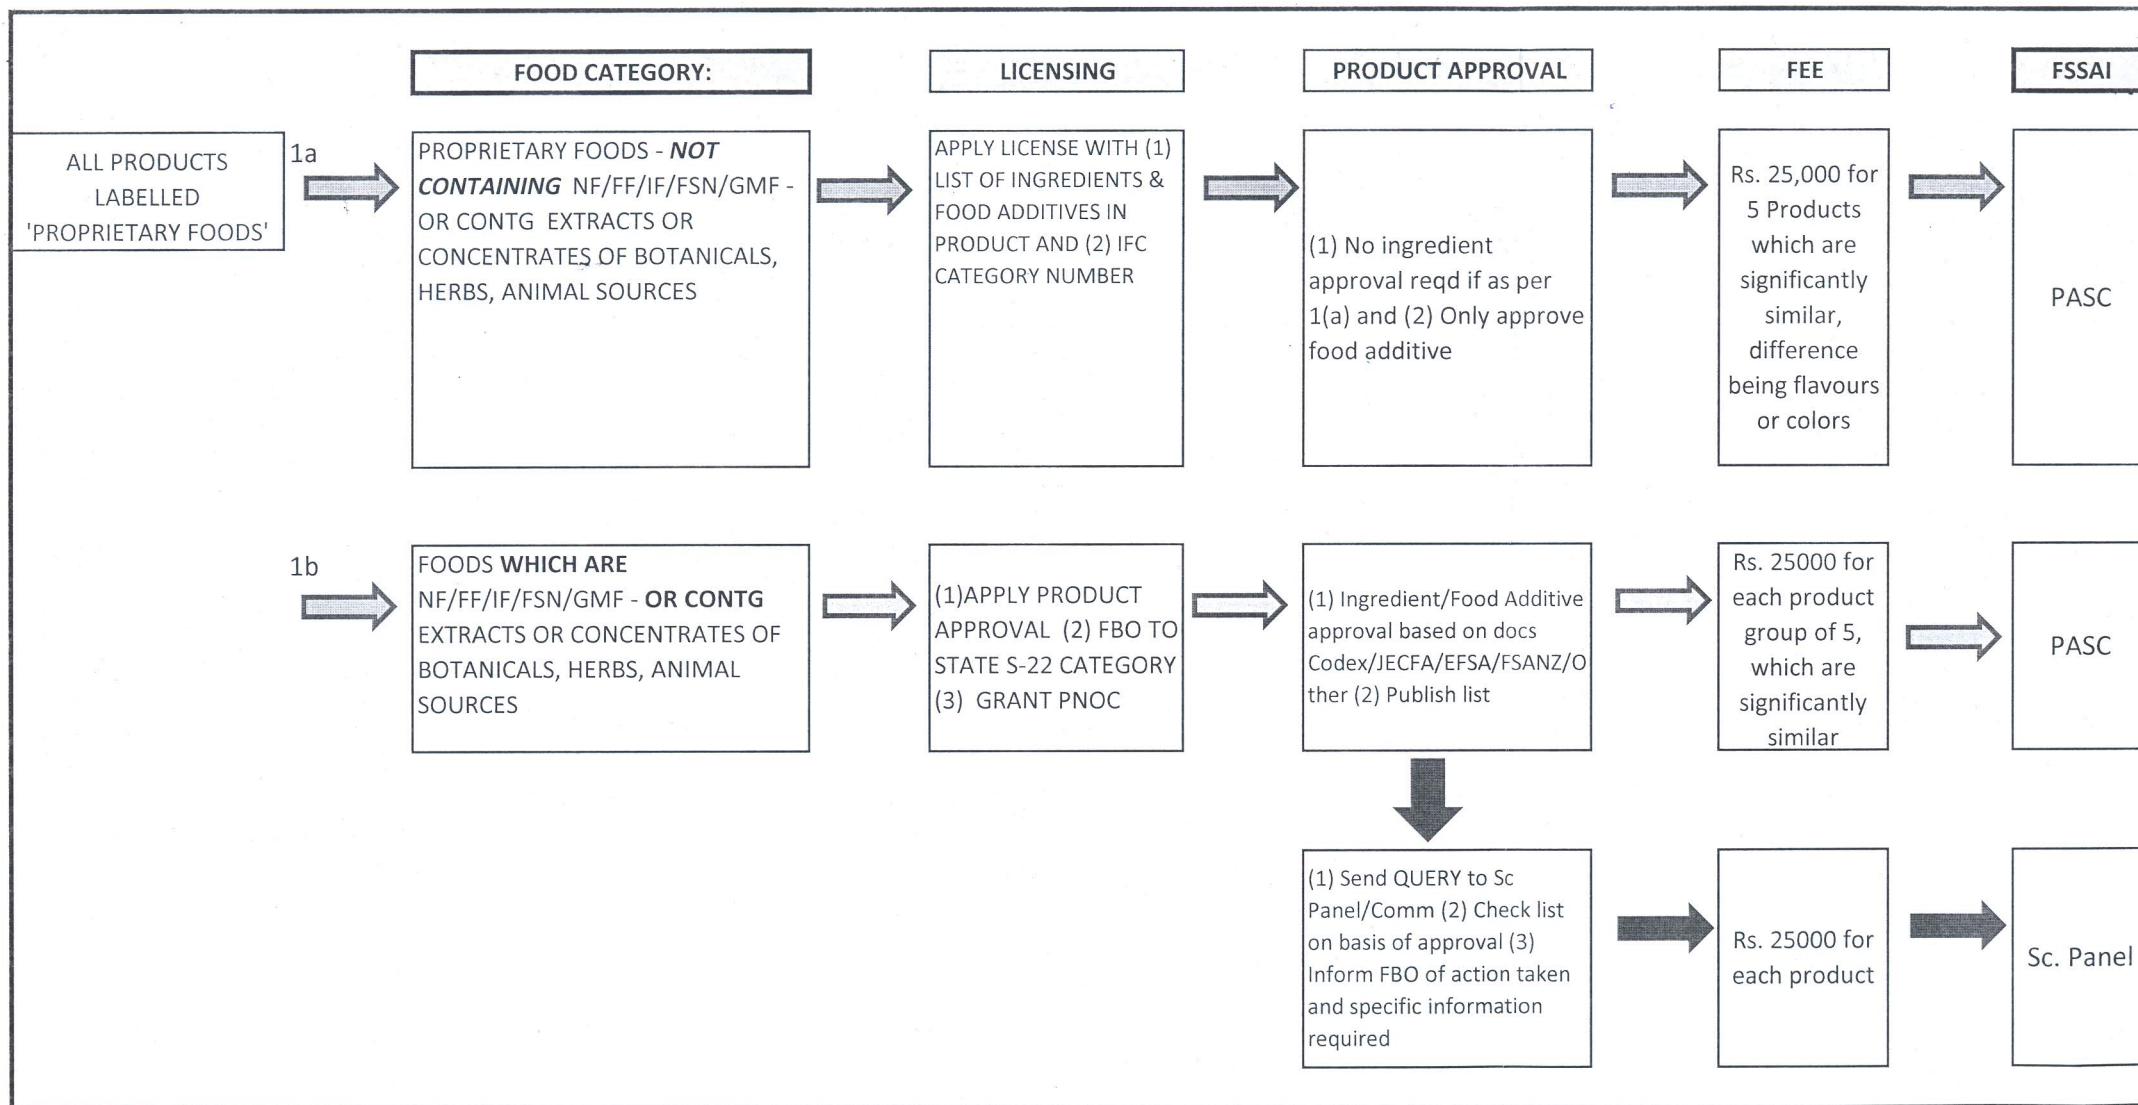 FOOD CATEGORY:
LICENSING
PRODUCT APPROVAL
FEE
FSSAI
ALL PRODUCTS
LABELLED
'PROPRIETARY FOODS'
1a
PROPRIETARY FOODS - NOT
CONTAINING NF/FF/IF/FSN/GMF -
OR CONTG EXTRACTS OR
CONCENTRATES OF BOTANICALS,
HERBS, ANIMAL SOURCES
APPLY LICENSE WITH (1)
LIST OF INGREDIENTS &
FOOD ADDITIVES IN
PRODUCT AND (2) IFC
CATEGORY NUMBER
(1) No ingredient
approval reqd if as per
1(a) and (2) Only approve
food additive
Rs. 25,000 for
5 Products
which are
significantly
similar,
difference
being flavours
or colors
PASC
1b
FOODS WHICH ARE
NF/FF/IF/FSN/GMF - OR CONTG
EXTRACTS OR CONCENTRATES OF
BOTANICALS, HERBS, ANIMAL
SOURCES
(1)APPLY PRODUCT
APPROVAL (2) FBO TO
STATE S-22 CATEGORY
(3) GRANT PNOC
(1) Ingredient/Food Additive
approval based on docs
Codex/JECFA/EFSA/FSANZ/O
ther (2) Publish list
Rs. 25000 for
each product
group of 5,
which are
significantly
similar
PASC
(1) Send QUERY to Sc
Panel/Comm (2) Check list
on basis of approval (3)
Inform FBO of action taken
and specific information
required
Rs. 25000 for
each product
Sc. Panel